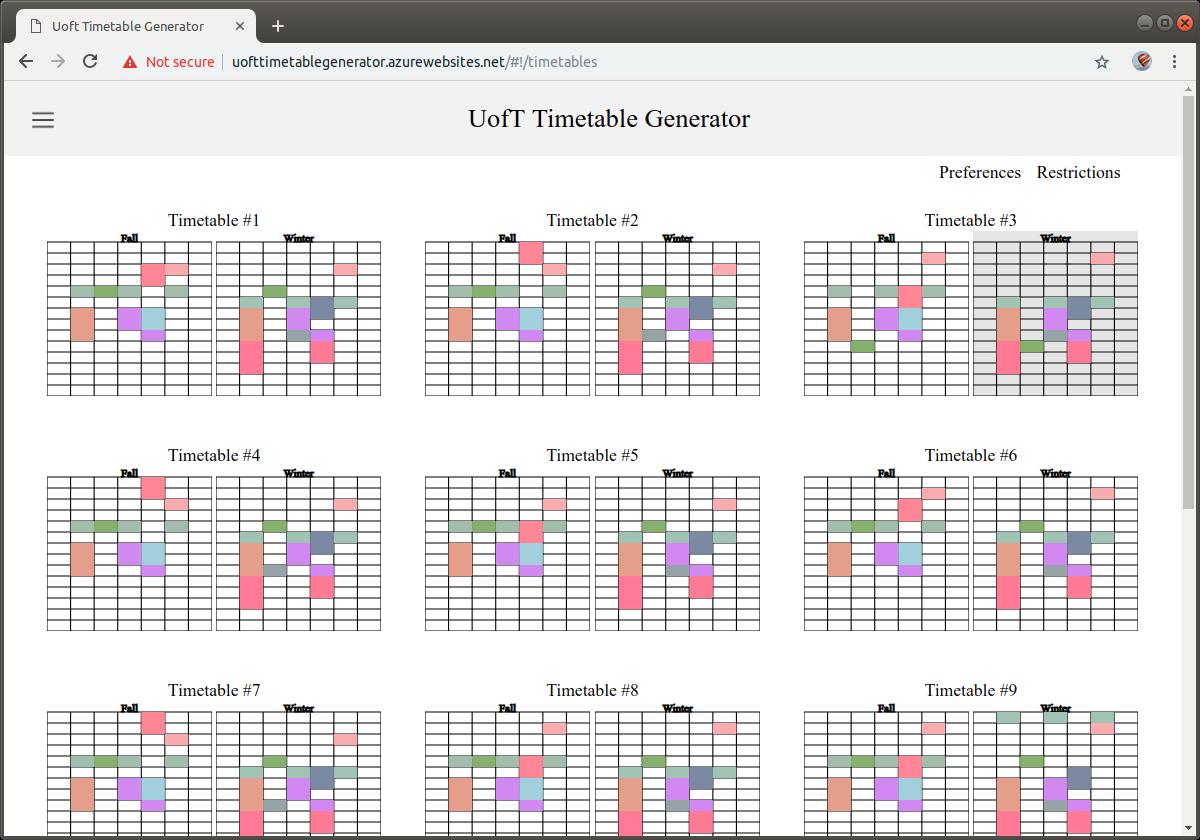 Uoft Timetable Generator
Not secure
uofttimetablegenerator.azurewebsites.net/#!/timetables
UofT Timetable Generator
Preferences Restrictions
Timetable #1 Timetable #2 Timetable #3
Fall Winter Fall Winter Fall Winter
Timetable #4 Timetable #5 Timetable #6
Fall Winter Fall Winter Fall Winter
Timetable #7 Timetable #8 Timetable #9
Fall Winter Fall Winter Fall Winter